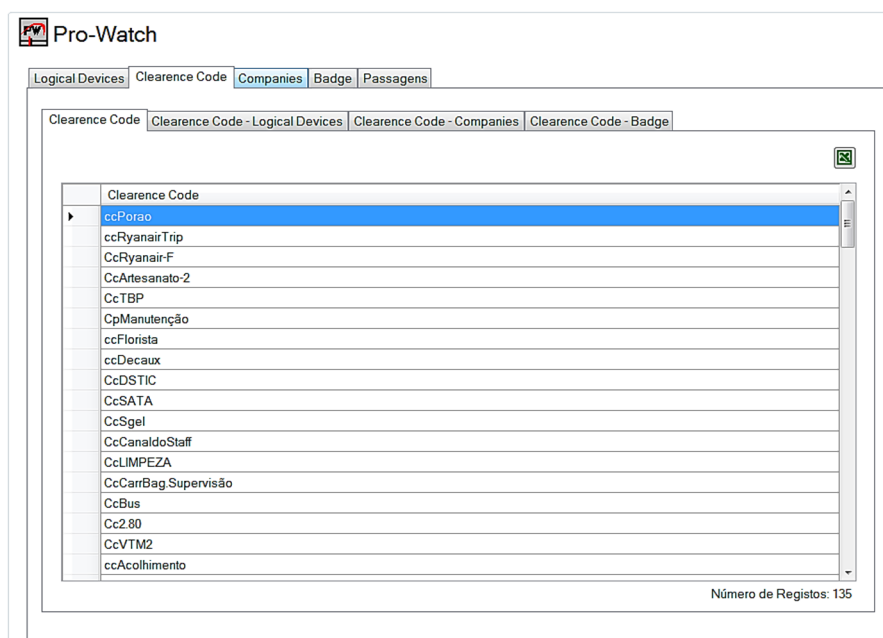 PW Pro-Watch
Logical Devices Clearence Code Companies Badge Passagens
Clearence Code Clearence Code - Logical Devices Clearence Code - Companies Clearence Code - Badge
Clearence Code
ccPorao
ccRyanairTrip
CcRyanair-F
CcArtesanato-2
CcTBP
CpManutenção
ccFlorista
ccDecaux
CcDSTIC
CcSATA
CcSgel
CcCanaldoStaff
CcLIMPEZA
CcCarrBag.Supervisão
CcBus
Cc2.80
CcVTM2
ccAcolhimento
Número de Registos: 135